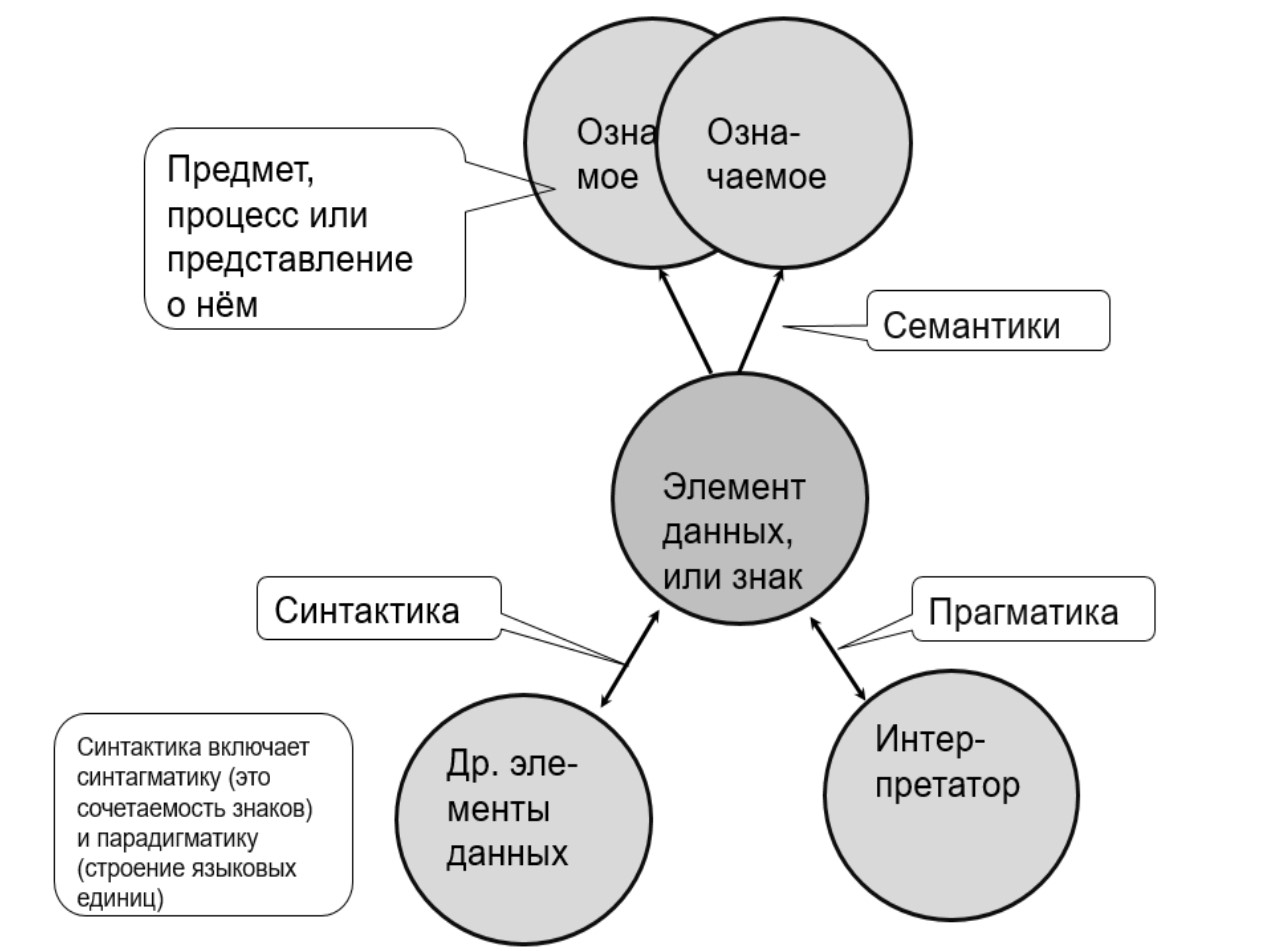 Озна
мое
Озна-
чаемое
Предмет,
процесс или
представление
о нём
Семантики
Элемент
данных,
или знак
Синтактика
Прагматика
Синтактика включает
синтагматику (это
сочетаемость знаков)
и парадигматику
(строение языковых
единиц)
Др. эле-
менты
данных
Интер-
претатор